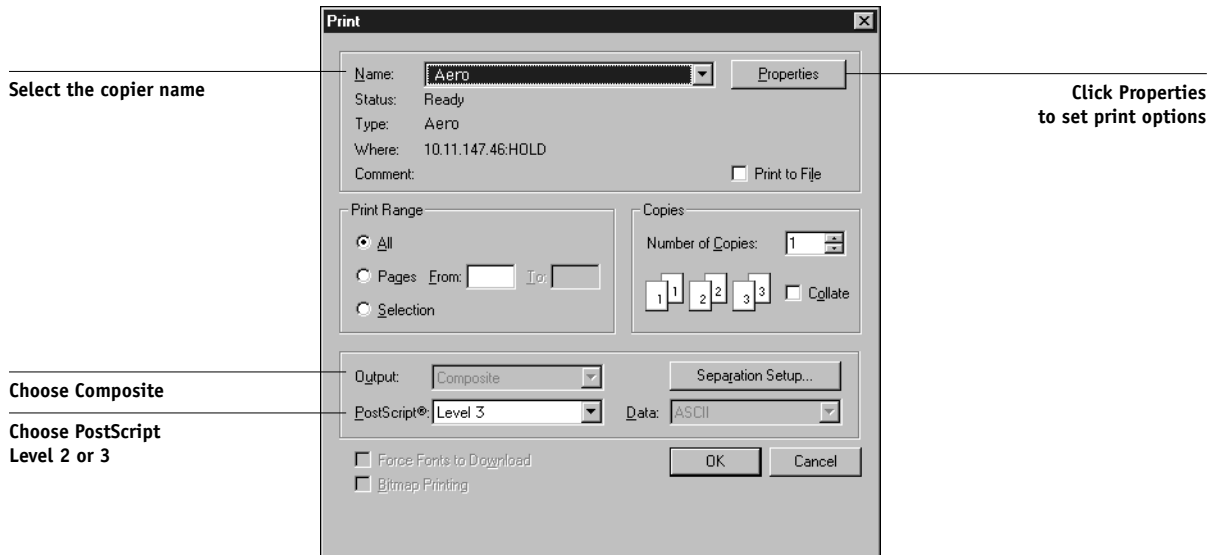 Print
Select the copier name
Name: Aero Properties
Status: Ready
Type: Aero
Where: 10.11.147.46:HOLD
Comment: Print to File
Click Properties
to set print options
Print Range
All
Pages From: To:
Selection
Copies
Number of Copies: 1
1 1 2 2 3 3 Collate
Choose Composite
Output: Composite Separation Setup...
Choose PostScript
Level 2 or 3
PostScript®: Level 3 Data: ASCII
Force Fonts to Download
Bitmap Printing
OK Cancel